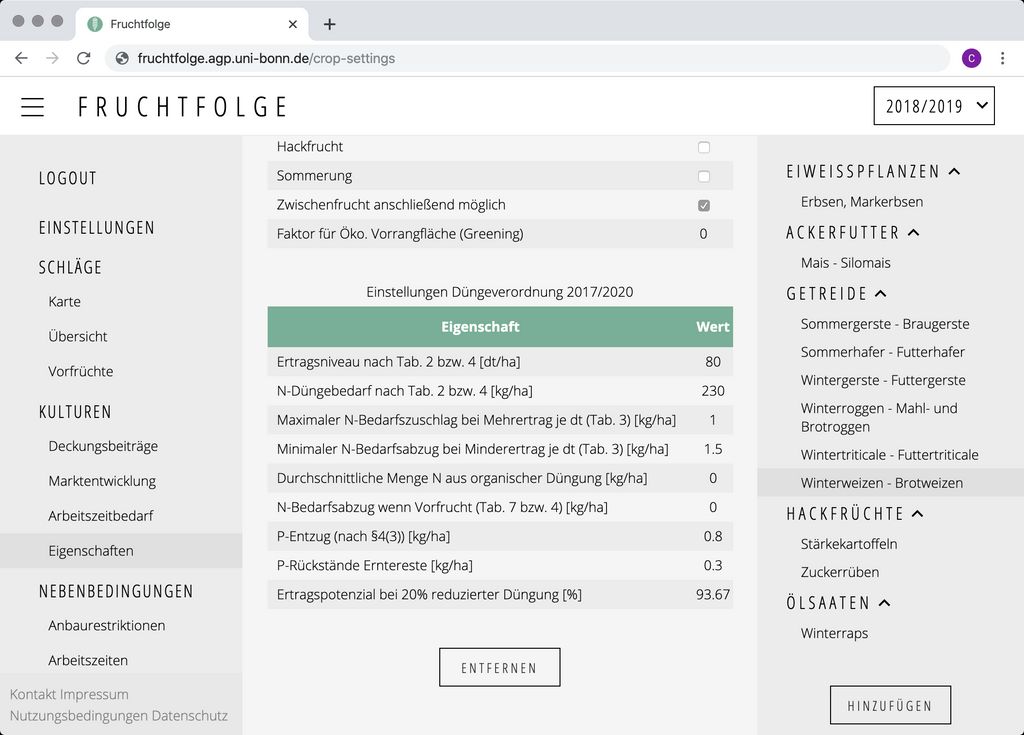 Fruchtfolge
fruchtfolge.agp.uni-bonn.de/crop-settings
C
FRUCHTFOLGE
2018/2019
LOGOUT
EINSTELLUNGEN
SCHLÄGE
Karte
Übersicht
Vorfrüchte
KULTUREN
Deckungsbeiträge
Marktentwicklung
Arbeitszeitbedarf
Eigenschaften
NEBENBEDINGUNGEN
Anbaurestriktionen
Arbeitszeiten
Kontakt Impressum
Nutzungsbedingungen Datenschutz
Hackfrucht
Sommerung
Zwischenfrucht anschließend möglich
Faktor für Öko. Vorrangfläche (Greening) 0
Einstellungen Düngeverordnung 2017/2020
Eigenschaft Wert
Ertragsniveau nach Tab. 2 bzw. 4 [dt/ha] 80
N-Düngebedarf nach Tab. 2 bzw. 4 [kg/ha] 230
Maximaler N-Bedarfszuschlag bei Mehrertrag je dt (Tab. 3) [kg/ha] 1
Minimaler N-Bedarfsabzug bei Minderertrag je dt (Tab. 3) [kg/ha] 1.5
Durchschnittliche Menge N aus organischer Düngung [kg/ha] 0
N-Bedarfsabzug wenn Vorfrucht (Tab. 7 bzw. 4) [kg/ha] 0
P-Entzug (nach §4(3)) [kg/ha] 0.8
P-Rückstände Erntereste [kg/ha] 0.3
Ertragspotenzial bei 20% reduzierter Düngung [%] 93.67
ENTFERNEN
EIWEISSPFLANZEN
Erbsen, Markerbsen
ACKERFUTTER
Mais - Silomais
GETREIDE
Sommergerste - Braugerste
Sommerhafer - Futterhafer
Wintergerste - Futtergerste
Winterroggen - Mahl- und
Brotroggen
Wintertriticale - Futtertriticale
Winterweizen - Brotweizen
HACKFRÜCHTE
Stärkekartoffeln
Zuckerrüben
ÖLSAATEN
Winterraps
HINZUFÜGEN